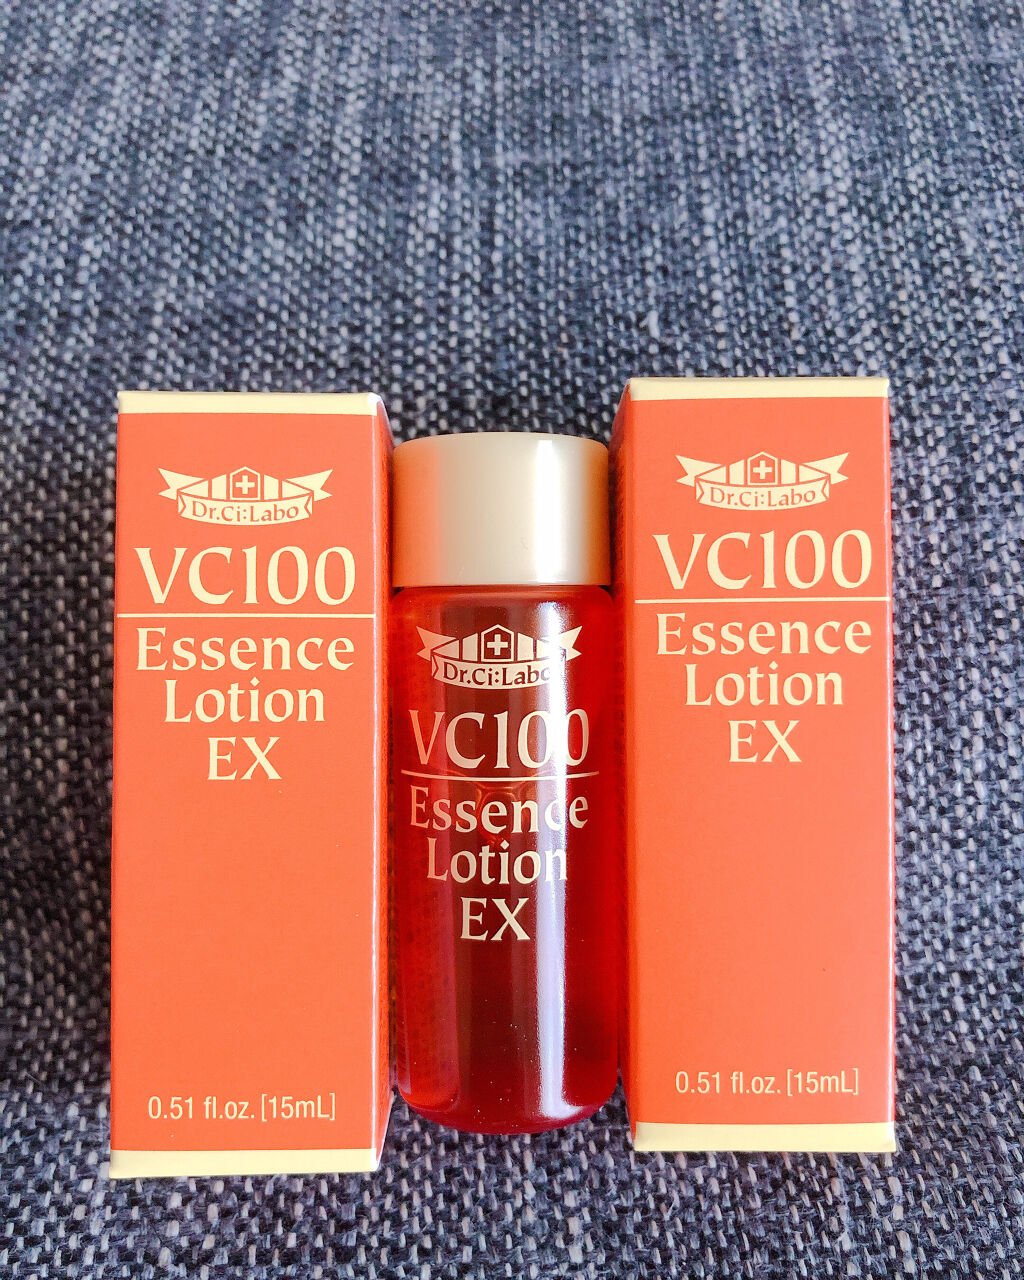 Dr.Ci:Labo
VC100
Essence
Lotion
EX
0.51 fl.oz. [15mL]
Dr.Ci:Labo
VC100
Essence
Lotion
EX
Dr.Ci:Labo
VC100
Essence
Lotion
EX
0.51 fl.oz. [15mL]